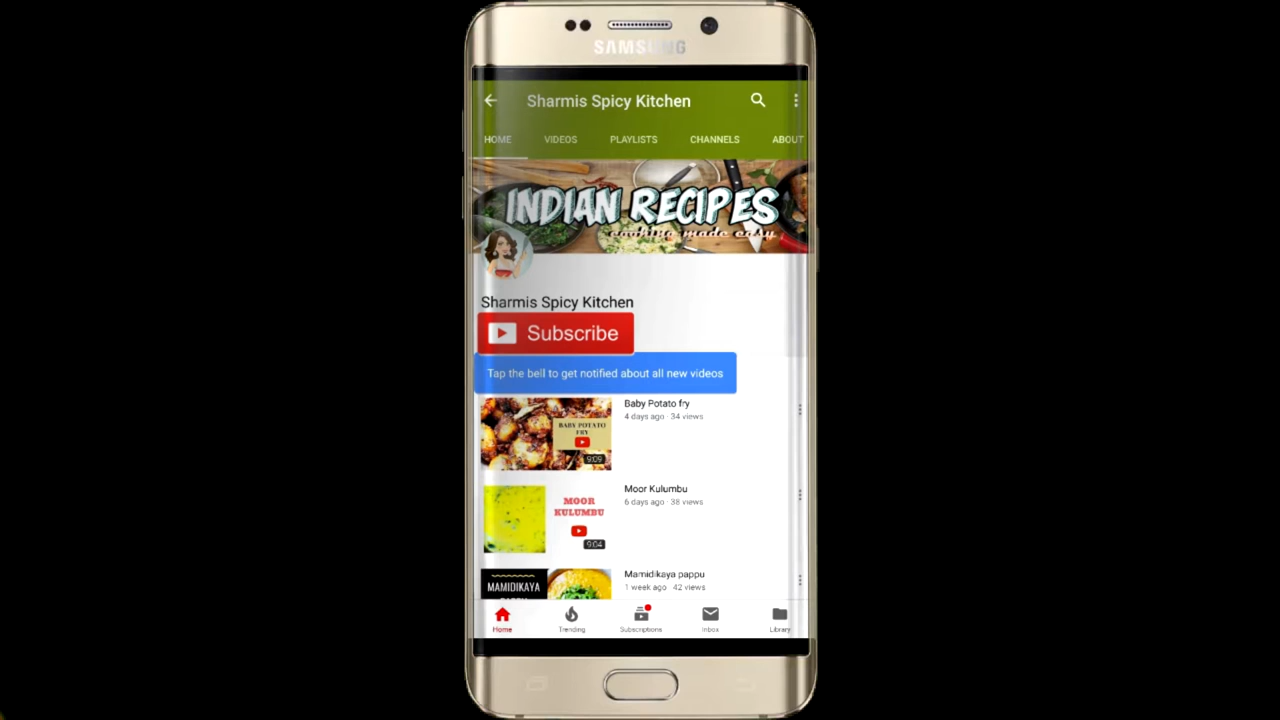 SAMSUNG
Sharmis Spicy Kitchen
HOME VIDEOS PLAYLISTS CHANNELS ABOUT
INDIAN RECIPES
cooking made easy
Sharmis Spicy Kitchen
Subscribe
Tap the bell to get notified about all new videos
Baby Potato fry
4 days ago · 34 views
BABY POTATO
FRY
9:09
Moor Kulumbu
6 days ago · 38 views
MOOR
KULUMBU
9:04
Mamidikaya pappu
1 week ago · 42 views
MAMIDIKAYA
Home Trending Subscriptions Inbox Library